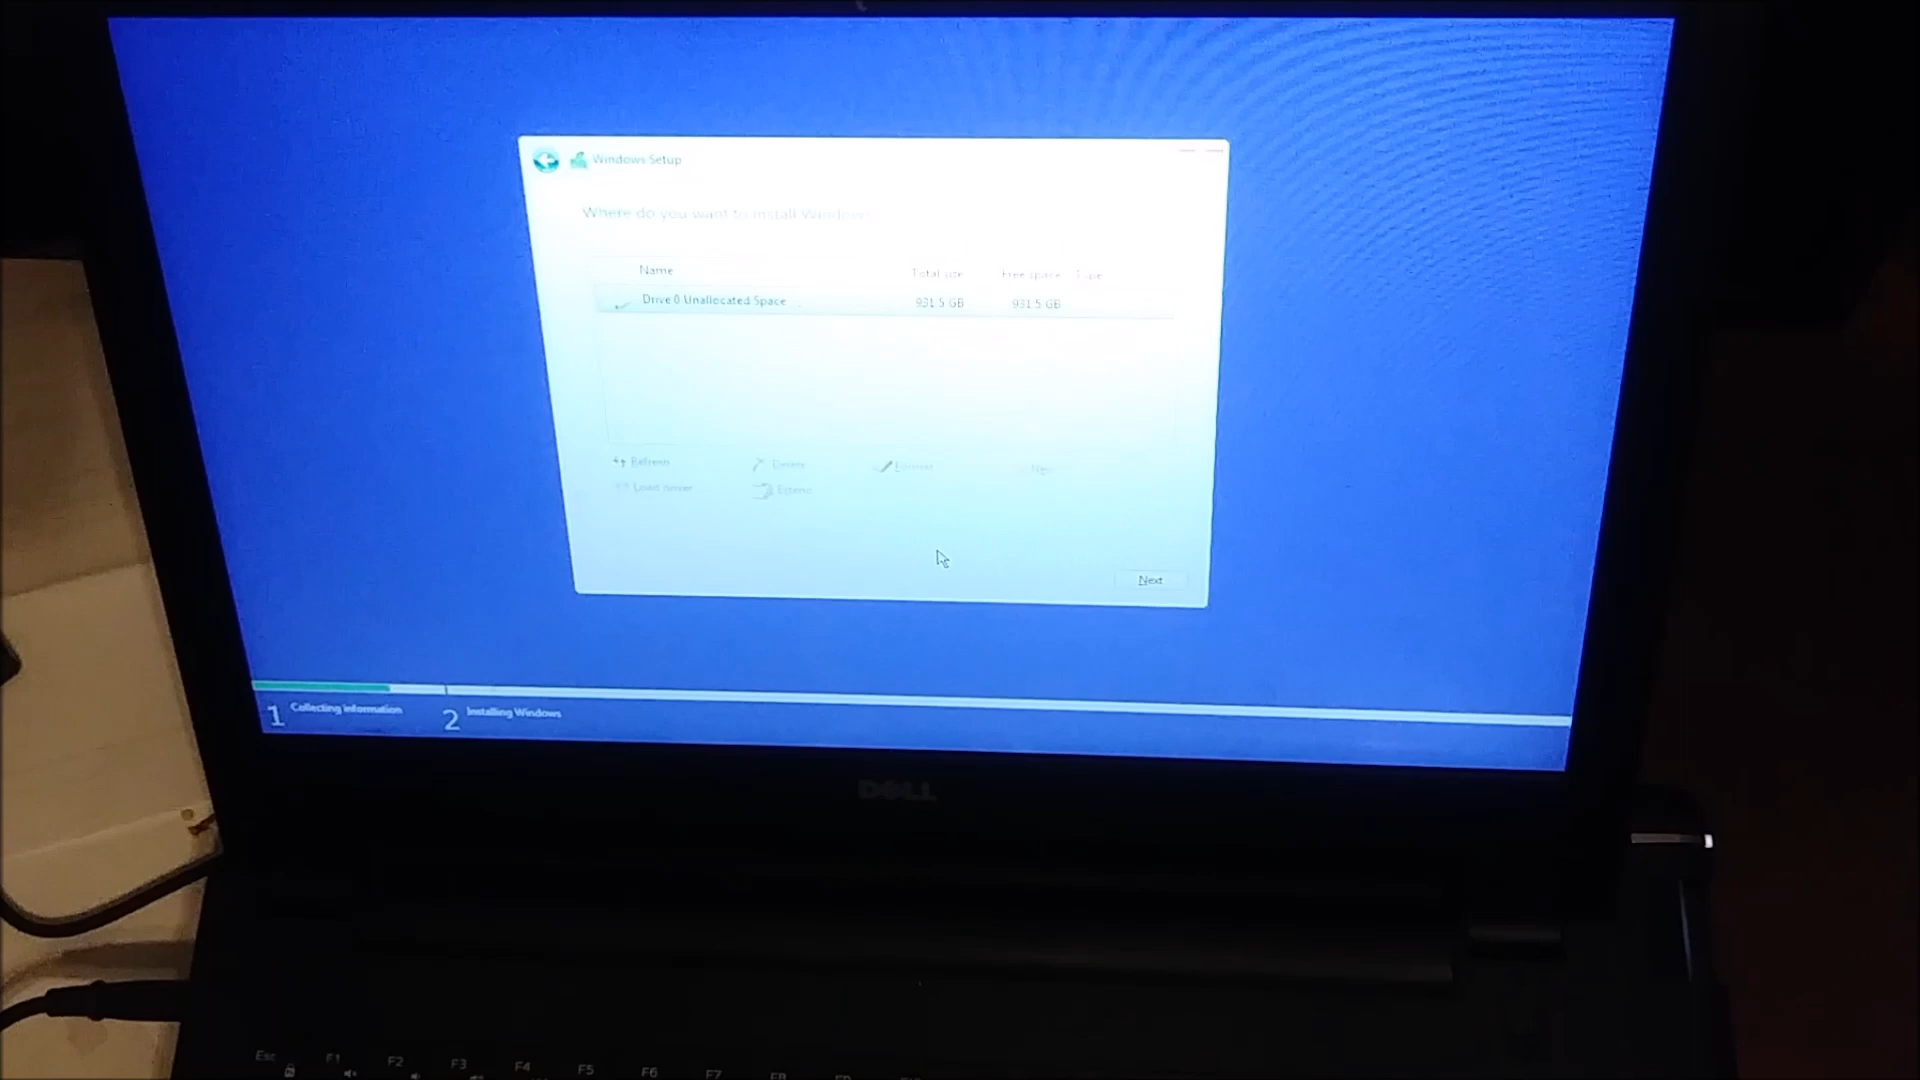 Windows Setup
Where do you want to install Windows?
Name Total size Free space Type
Drive 0 Unallocated Space 931.5 GB 931.5 GB
Refresh Delete Format New
Load driver Extend
Next
1 Collecting information 2 Installing Windows
DELL
Esc F1 F2 F3 F4 F5 F6 F7 F8